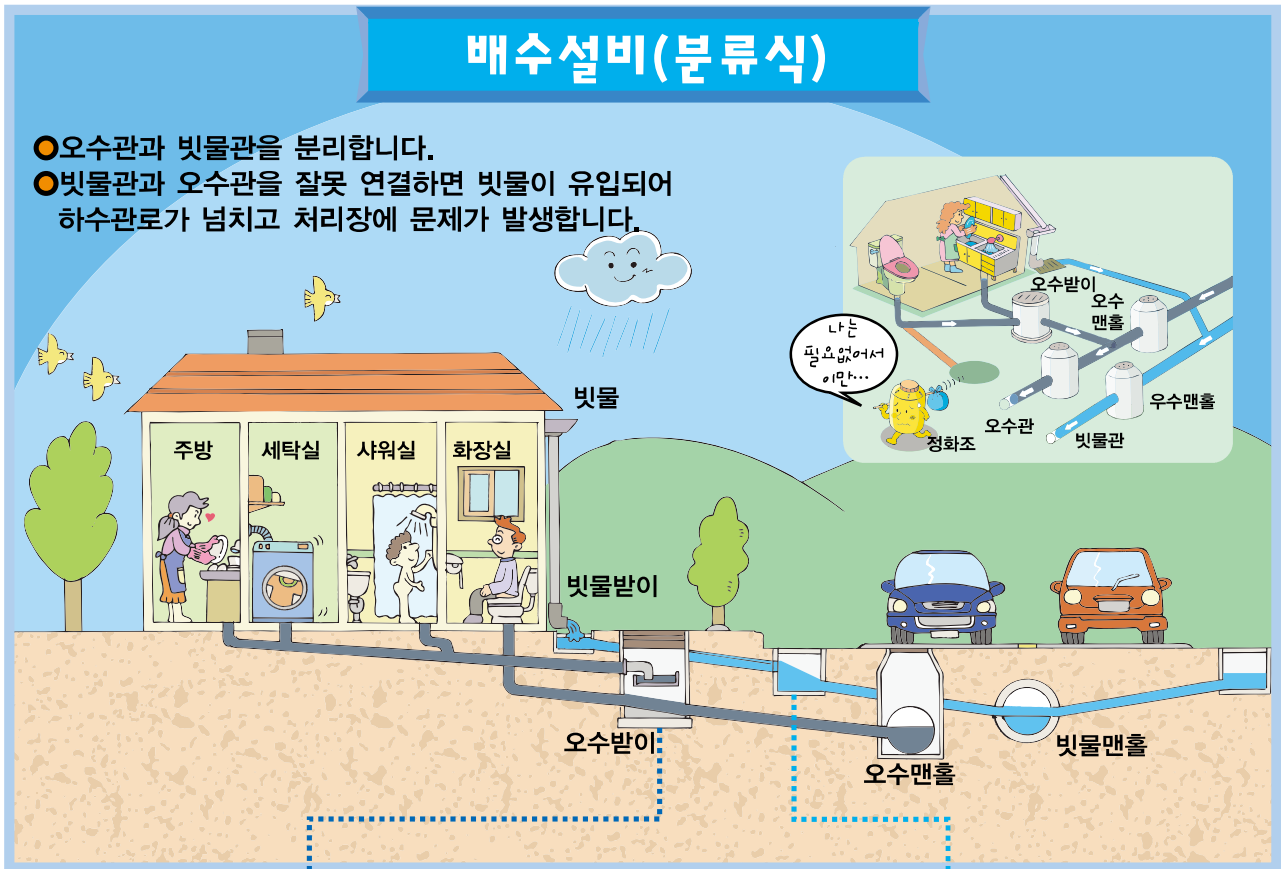 배수설비(분류식)
오수관과 빗물관을 분리합니다.
빗물관과 오수관을 잘못 연결하면 빗물이 유입되어
하수관로가 넘치고 처리장에 문제가 발생합니다.
오수받이
오수
맨홀
나는
필요없어서
이만...
우수맨홀
오수관
빗물관
정화조
빗물
주방
세탁실
샤워실
화장실
빗물받이
오수받이
빗물맨홀
오수맨홀